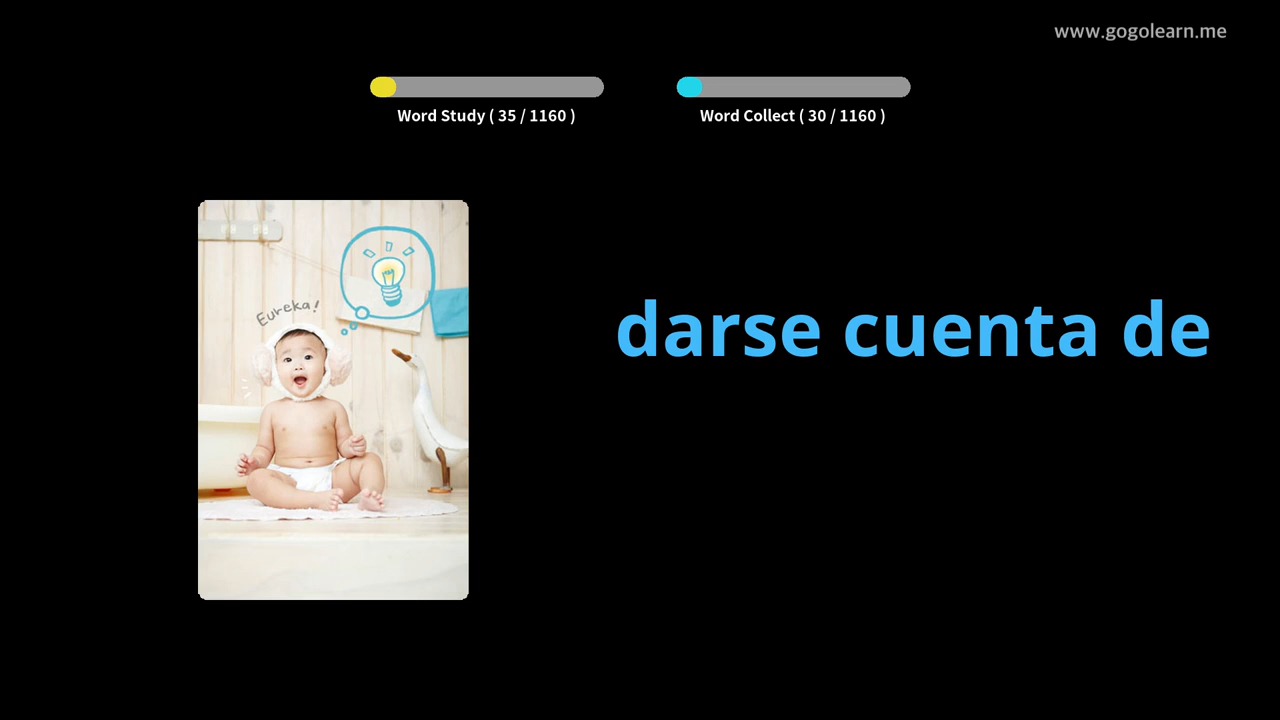 www.gogolearn.me
Word Study ( 35 / 1160 )
Word Collect ( 30 / 1160 )
Eureka!
darse cuenta de